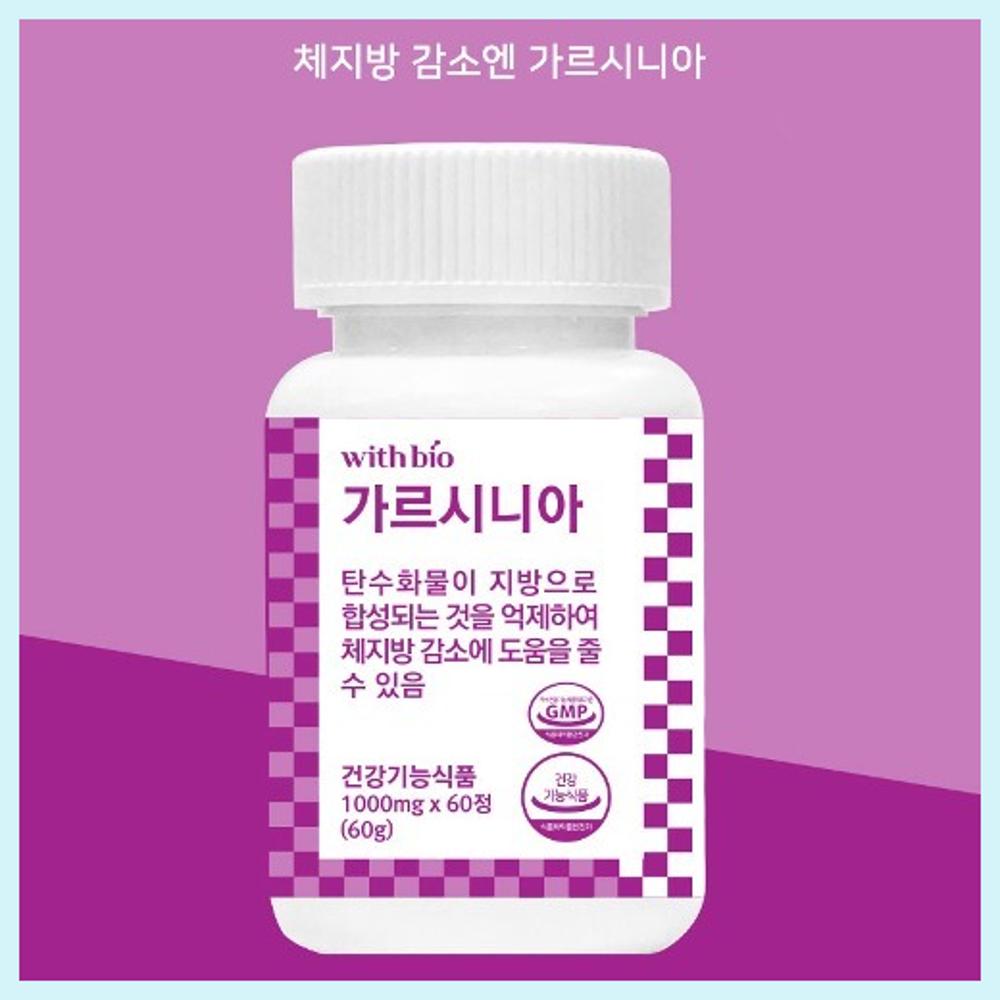 체지방 감소엔 가르시니아
with bio
가르시니아
탄수화물이 지방으로
합성되는 것을 억제하여
체지방 감소에 도움을 줄
수 있음
GMP
건강기능식품
1000mg x 60정
(60g)
건강
기능식품